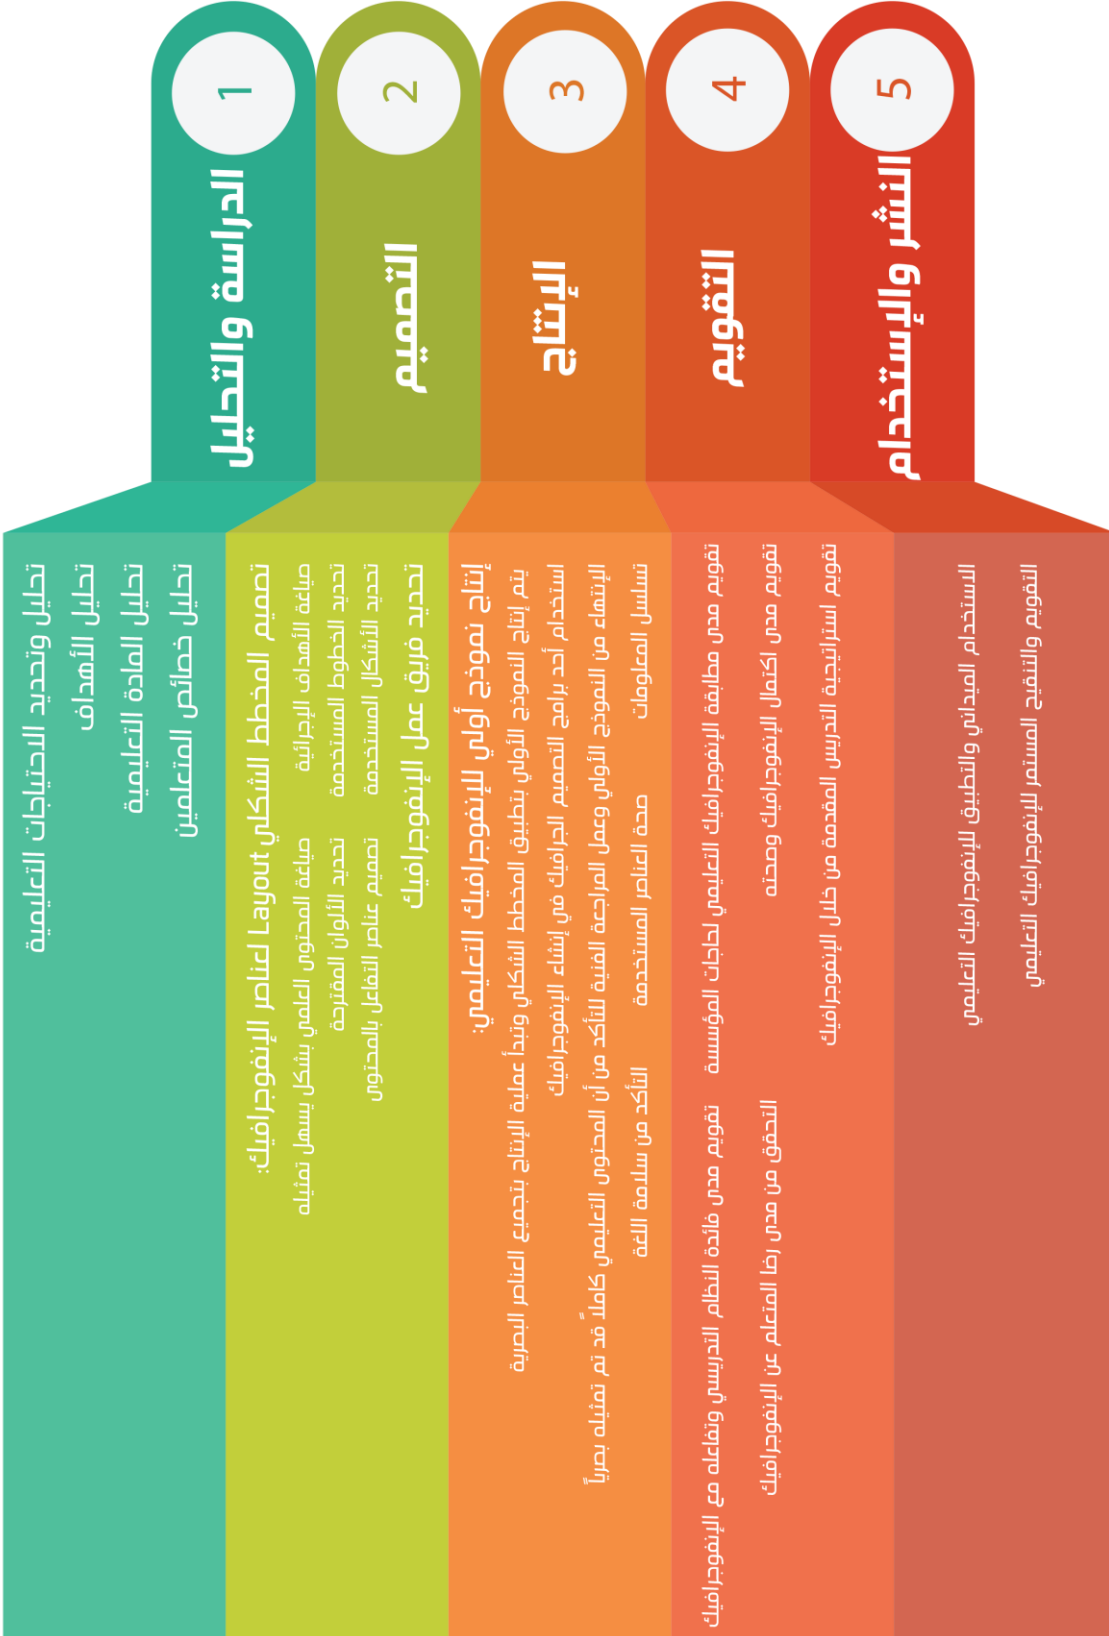 1
الدراسة والتحليل
تحليل وتحديد الاحتياجات التعليمية
تحليل الأهداف
تحليل المادة التعليمية
تحليل خصائص المتعلمين
2
التصميم
تصميم المخطط الشكلي Layout لعناصر الإنفوجرافيك:
صياغة الأهداف الإجرائية
صياغة المحتوى العلمي بشكل يسهل تمثيله
تحديد الخطوط المستخدمة
تحديد الألوان المقترحة
تحديد الأشكال المستخدمة
تصميم عناصر التفاعل بالمحتوى
تحديد فريق عمل الإنفوجرافيك
3
الإنتاج
إنتاج نموذج أولي للإنفوجرافيك التعليمي:
يتم إنتاج النموذج الأولي بتطبيق المخطط الشكلي وتبدأ عملية الإنتاج بتجميع العناصر البصرية
استخدام أحد برامج التصميم الجرافيك في إنشاء الإنفوجرافيك
الإنتهاء من النموذج الأولي وعمل المراجعة الفنية للتأكد من أن المحتوى التعليمي كاملاً قد تم تمثيله بصرياً
تسلسل المعلومات
صحة العناصر المستخدمة
التأكد من سلامة اللغة
4
التقويم
تقويم مدى مطابقة الإنفوجرافيك التعليمي لحاجات المؤسسة
تقويم مدى فائدة النظام التدريسي وتفاعله مع الإنفوجرافيك
تقويم مدى اكتمال الإنفوجرافيك وصحته
التحقق من مدى رضا المتعلم عن الإنفوجرافيك
تقويم استراتيجية التدريس المقدمة من خلال الإنفوجرافيك
5
النشر والإستخدام
الاستخدام الميداني والتطبيق للإنفوجرافيك التعليمي
التقويم والتنقيح المستمر للإنفوجرافيك التعليمي